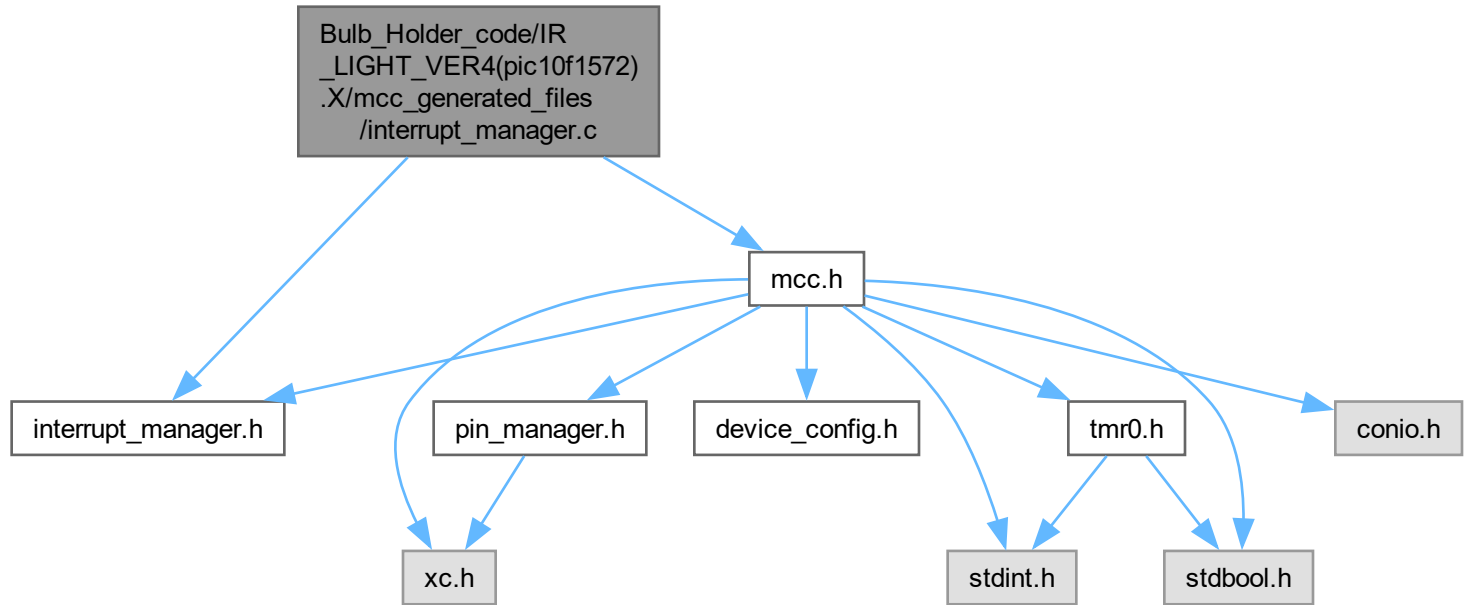 Bulb_Holder_code/IR
_LIGHT_VER4(pic10f1572)
.X/mcc_generated_files
/interrupt_manager.c
mcc.h
interrupt_manager.h
pin_manager.h
device_config.h
tmr0.h
conio.h
xc.h
stdint.h
stdbool.h